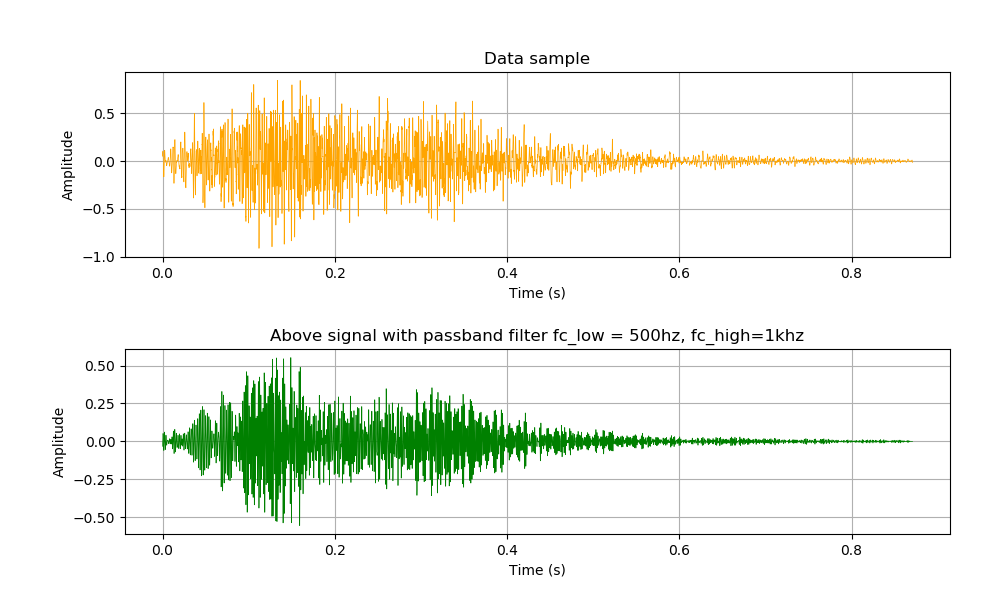 Data sample
Amplitude
0.5
0.0
−0.5
−1.0
0.0 0.2 0.4 0.6 0.8
Time (s)
Above signal with passband filter fc_low = 500hz, fc_high=1khz
Amplitude
0.50
0.25
0.00
−0.25
−0.50
0.0 0.2 0.4 0.6 0.8
Time (s)